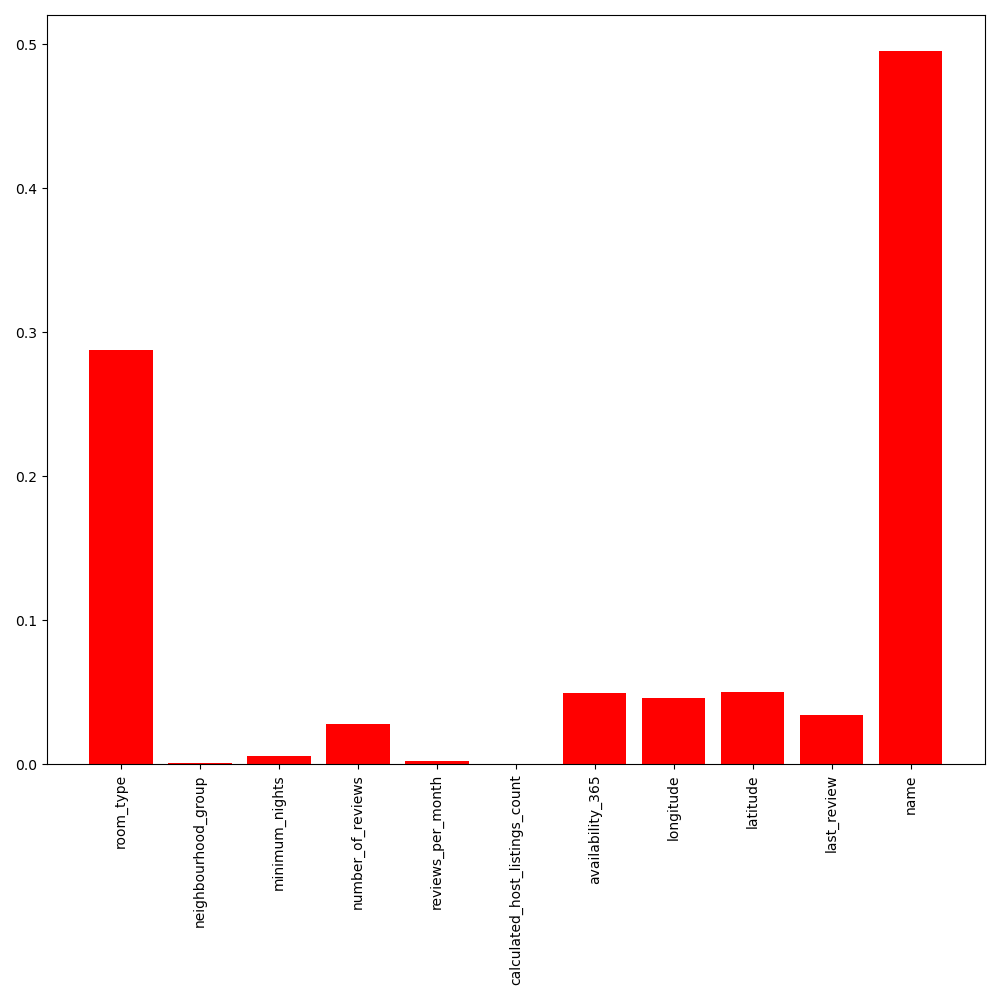 0.5
0.4
0.3
0.2
0.1
0.0
room_type
neighbourhood_group
minimum_nights
number_of_reviews
reviews_per_month
calculated_host_listings_count
availability_365
longitude
latitude
last_review
name